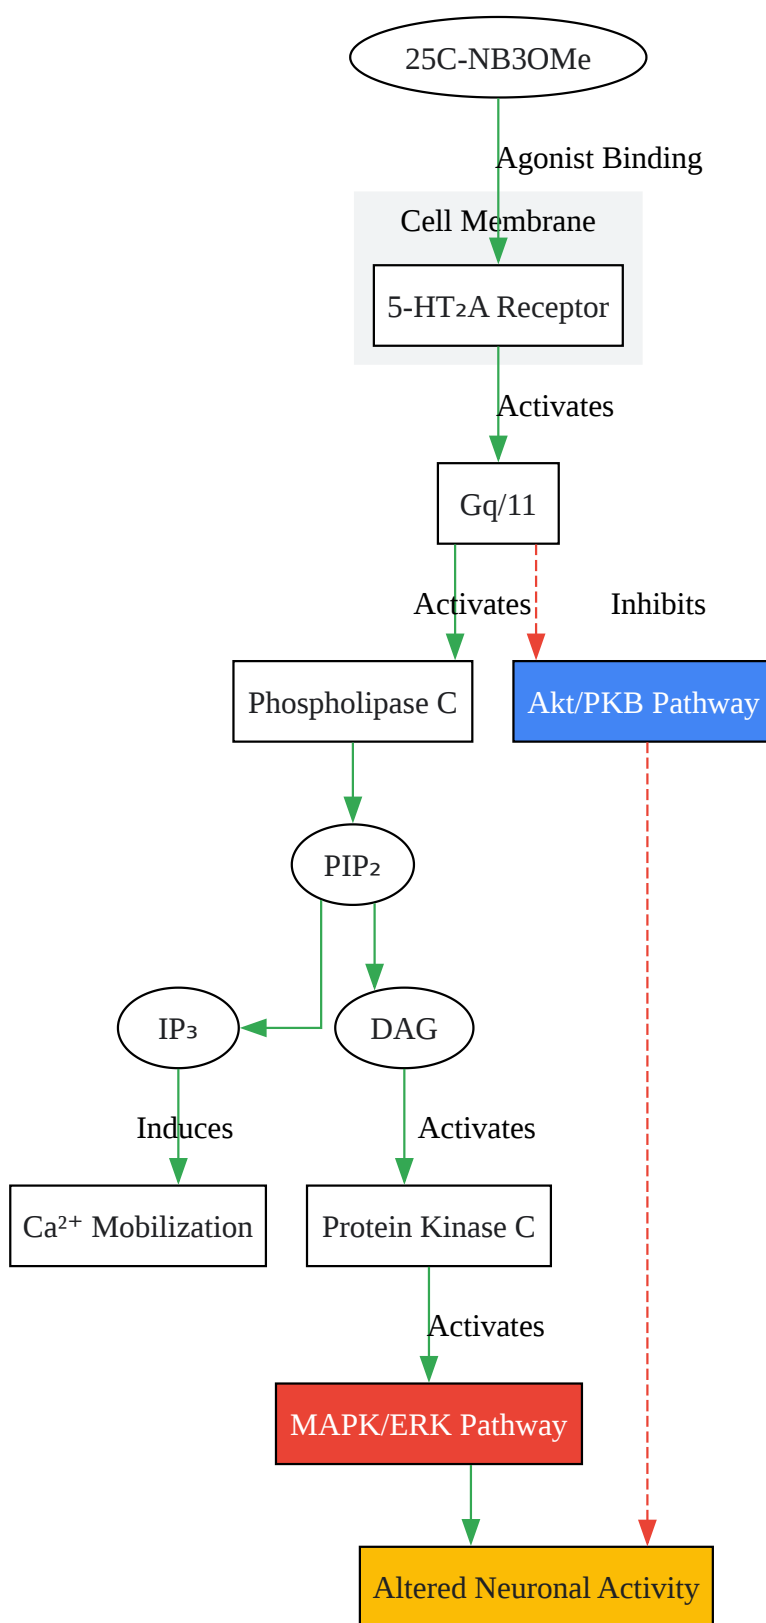 25C-NB3OMe
Agonist Binding
Cell Membrane
5-HT₂A Receptor
Activates
Gq/11
Activates
Inhibits
Phospholipase C
Akt/PKB Pathway
PIP₂
IP₃
DAG
Induces
Activates
Ca²⁺ Mobilization
Protein Kinase C
Activates
MAPK/ERK Pathway
Altered Neuronal Activity